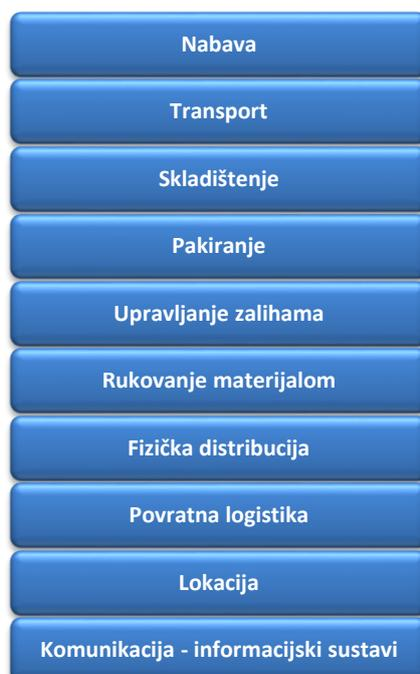 Nabava
Transport
Skladištenje
Pakiranje
Upravljanje zalihama
Rukovanje materijalom
Fizička distribucija
Povratna logistika
Lokacija
Komunikacija - informacijski sustavi